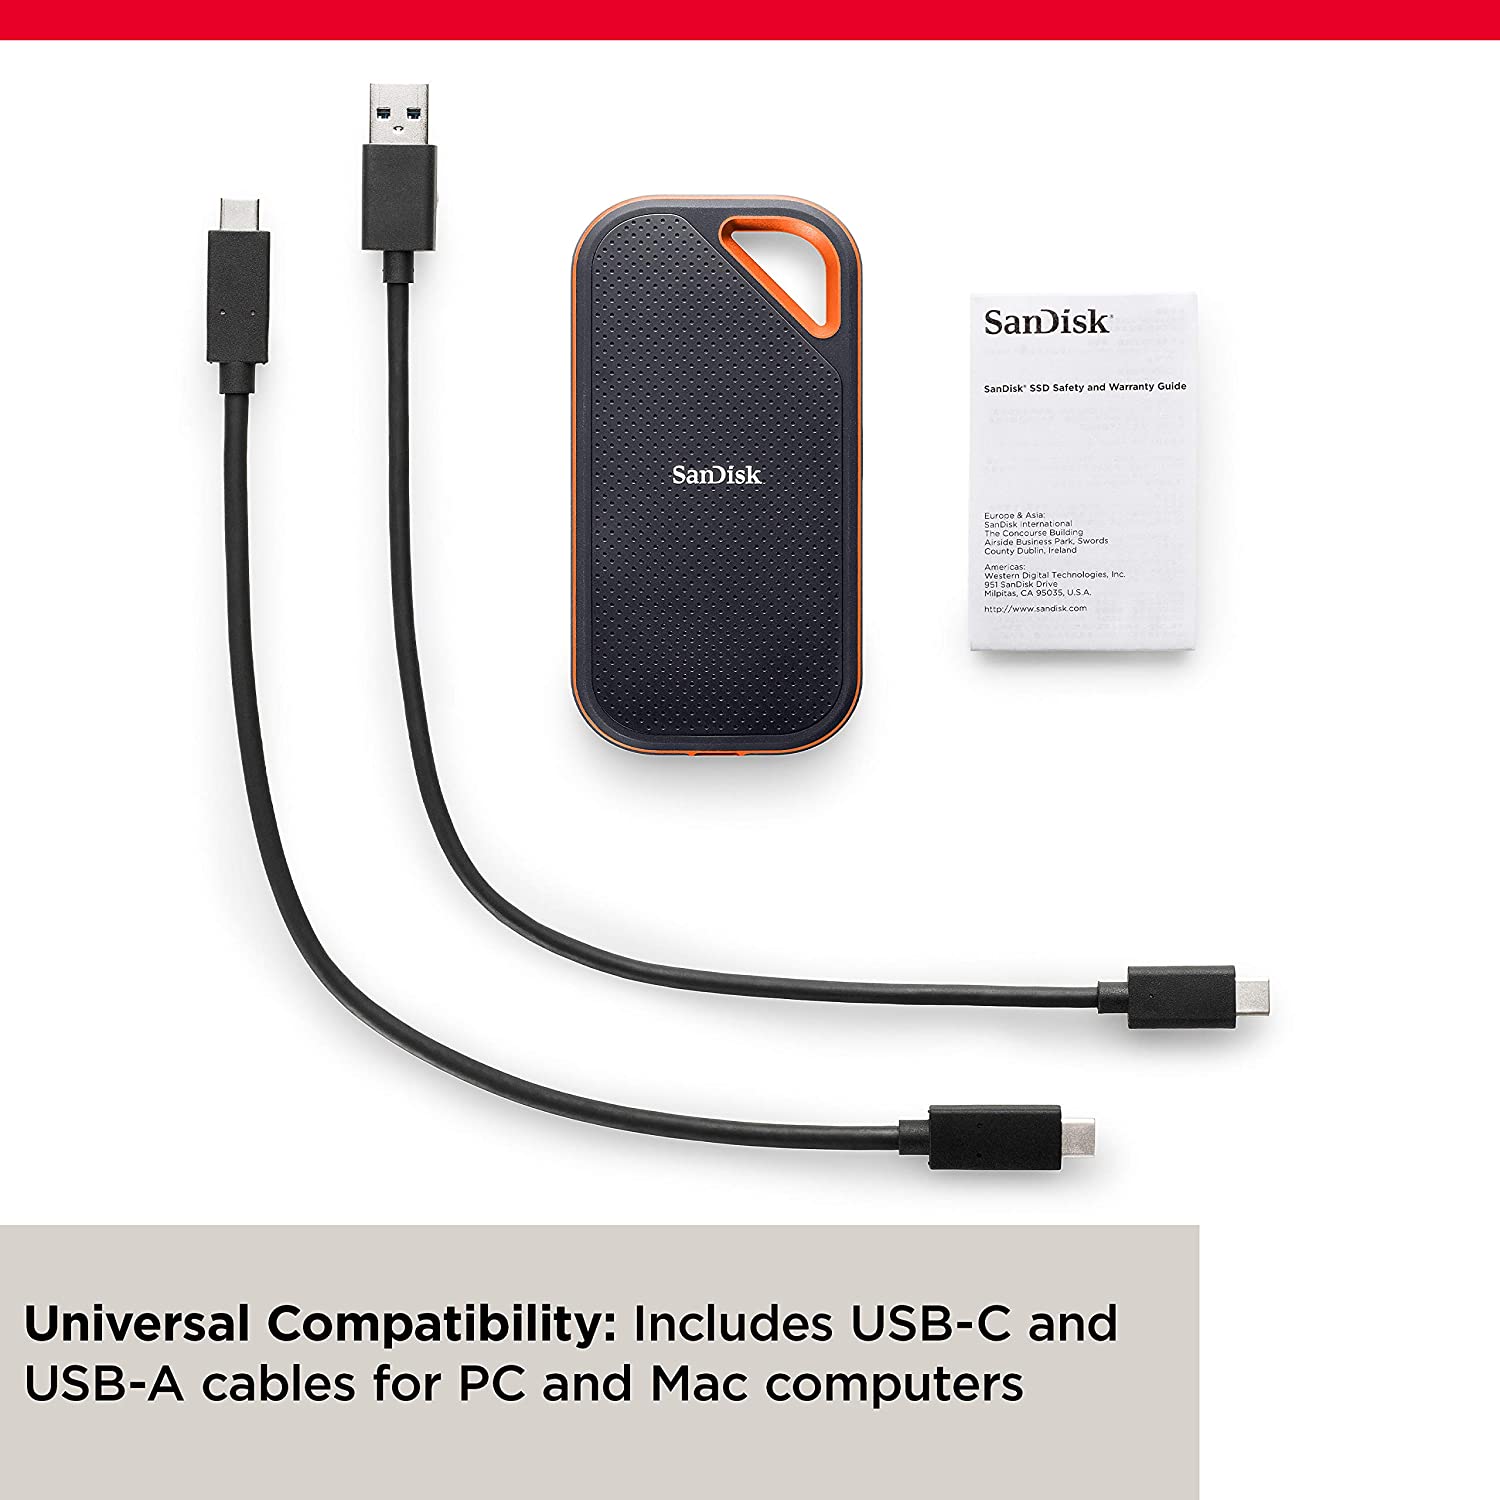 SanDisk®
SanDisk® SSD Safety and Warranty Guide
SanDisk
Europe & Asia:
SanDisk International
The Concourse Building
Airside Business Park, Swords
County Dublin, Ireland
Americas:
Western Digital Technologies, Inc.
951 SanDisk Drive
Milpitas, CA 95035, U.S.A.
http://www.sandisk.com
Universal Compatibility: Includes USB-C and
USB-A cables for PC and Mac computers